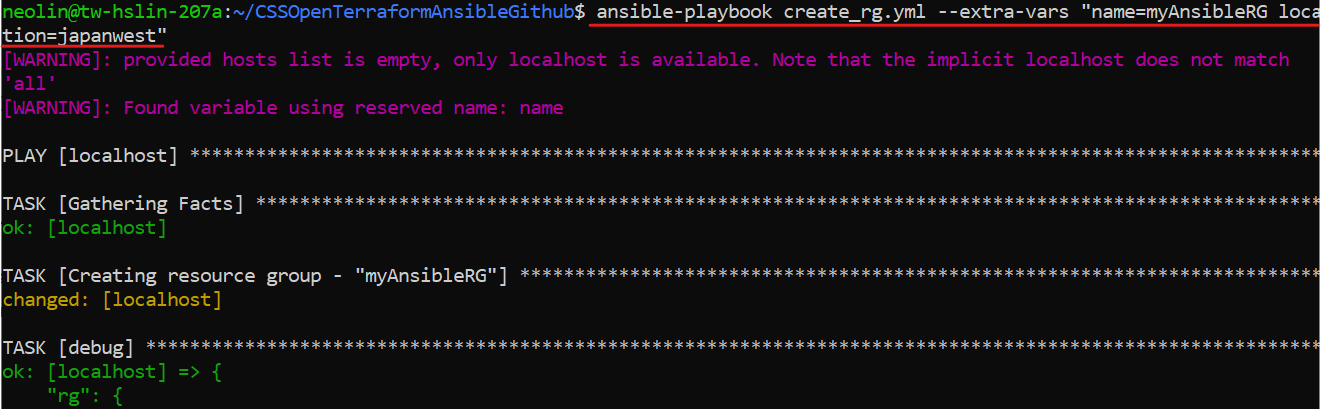 neolin@tw-hslin-207a:~/CSSOpenTerraformAnsibleGithub$ ansible-playbook create_rg.yml --extra-vars "name=myAnsibleRG loca
tion=japanwest"
[WARNING]: provided hosts list is empty, only localhost is available. Note that the implicit localhost does not match
'all'
[WARNING]: Found variable using reserved name: name
PLAY [localhost] *******************************************************************************************************
TASK [Gathering Facts] *************************************************************************************************
ok: [localhost]
TASK [Creating resource group - "myAnsibleRG"] *************************************************************************
changed: [localhost]
TASK [debug] ***********************************************************************************************************
ok: [localhost] => {
    "rg": {